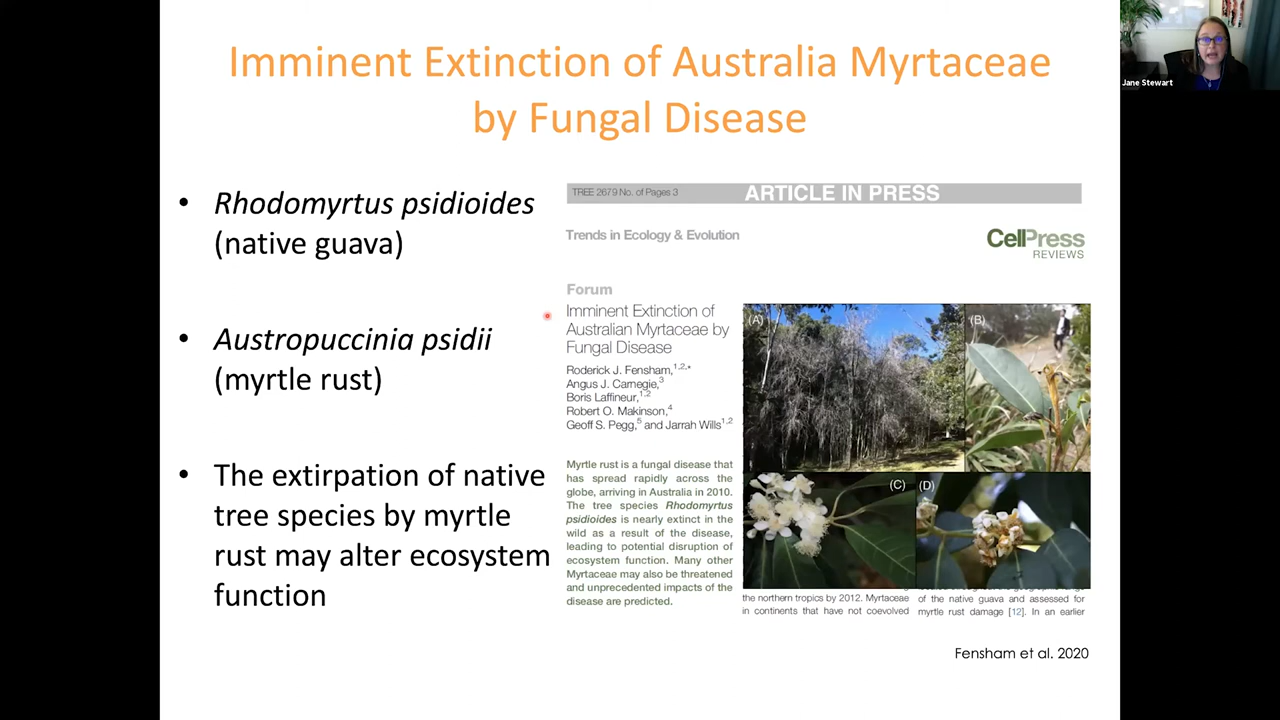 Imminent Extinction of Australia Myrtaceae
by Fungal Disease
Jane Stewart
• Rhodomyrtus psidioides
(native guava)
• Austropuccinia psidii
(myrtle rust)
• The extirpation of native
tree species by myrtle
rust may alter ecosystem
function
TREE 2679 No. of Pages 3
ARTICLE IN PRESS
Trends in Ecology & Evolution
CellPress
REVIEWS
Forum
Imminent Extinction of
Australian Myrtaceae by
Fungal Disease
Roderick J. Fensham,1,2,*
Angus J. Carnegie,3
Boris Laffineur,1,2
Robert O. Makinson,4
Geoff S. Pegg,5 and Jarrah Wills1,2
Myrtle rust is a fungal disease that
has spread rapidly across the
globe, arriving in Australia in 2010.
The tree species Rhodomyrtus
psidioides is nearly extinct in the
wild as a result of the disease,
leading to potential disruption of
ecosystem function. Many other
Myrtaceae may also be threatened
and unprecedented impacts of the
disease are predicted.
(A)
(B)
(C)
(D)
the northern tropics by 2012. Myrtaceae
in continents that have not coevolved
of the native guava and assessed for
myrtle rust damage [12]. In an earlier
Fensham et al. 2020